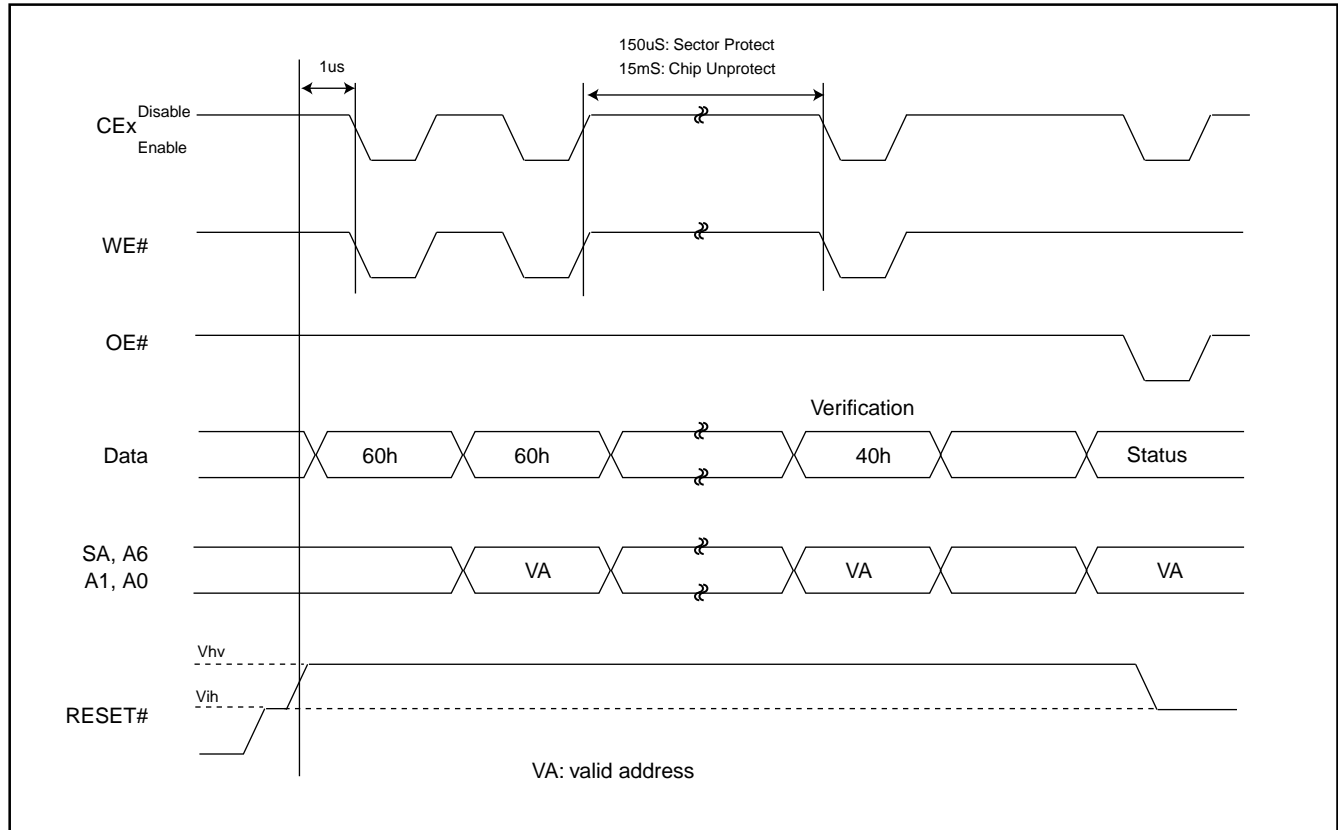 150uS: Sector Protect
15mS: Chip Unprotect
1us
CEx
Disable
Enable
WE#
OE#
Verification
Data
60h
60h
40h
Status
SA, A6
A1, A0
VA
VA
VA
Vhv
Vih
RESET#
VA: valid address